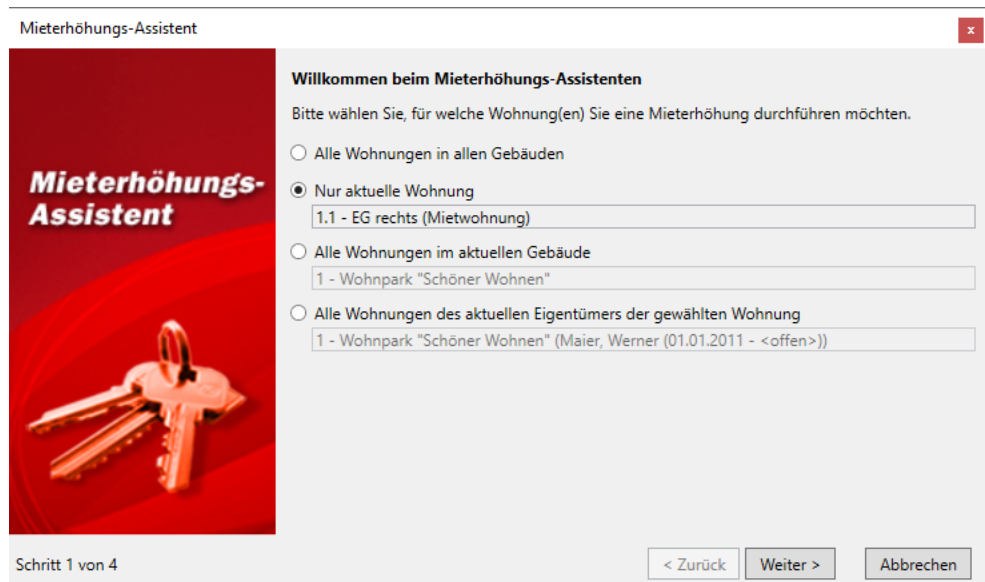 Mieterhöhungs-Assistent
x
Mieterhöhungs-
Assistent
Willkommen beim Mieterhöhungs-Assistenten
Bitte wählen Sie, für welche Wohnung(en) Sie eine Mieterhöhung durchführen möchten.
Alle Wohnungen in allen Gebäuden
Nur aktuelle Wohnung
1.1 - EG rechts (Mietwohnung)
Alle Wohnungen im aktuellen Gebäude
1 - Wohnpark "Schöner Wohnen"
Alle Wohnungen des aktuellen Eigentümers der gewählten Wohnung
1 - Wohnpark "Schöner Wohnen" (Maier, Werner (01.01.2011 - <offen>))
Schritt 1 von 4
< Zurück
Weiter >
Abbrechen